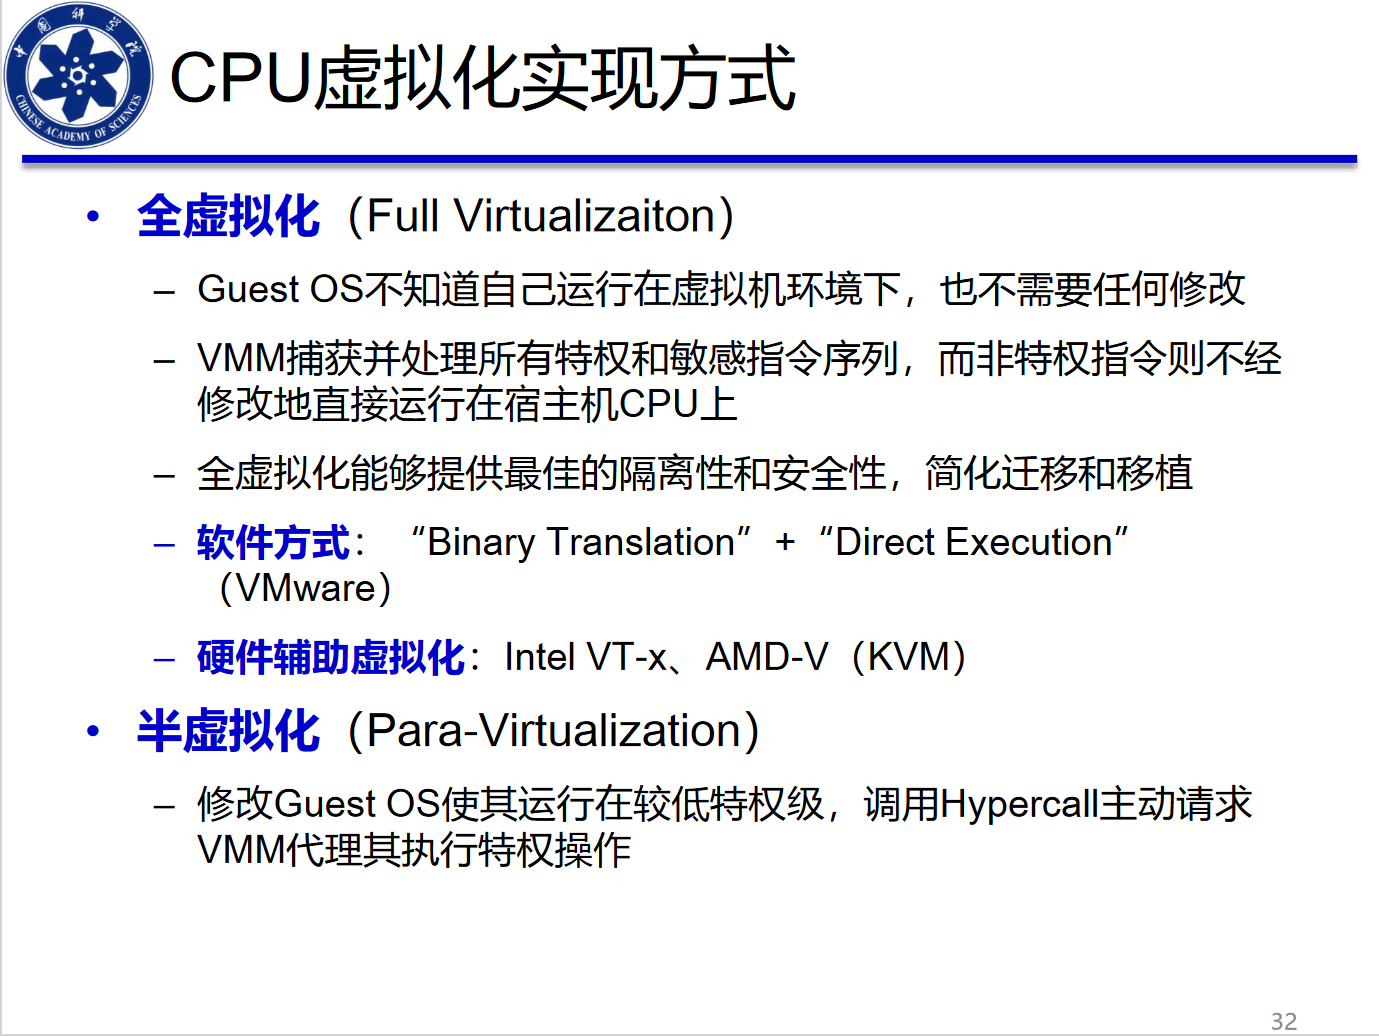 中国科学院
CHINESE ACADEMY OF SCIENCES
CPU虚拟化实现方式
• 全虚拟化（Full Virtualizaiton）
– Guest OS不知道自己运行在虚拟机环境下，也不需要任何修改
– VMM捕获并处理所有特权和敏感指令序列，而非特权指令则不经
修改地直接运行在宿主机CPU上
– 全虚拟化能够提供最佳的隔离性和安全性，简化迁移和移植
– 软件方式： “Binary Translation” + “Direct Execution”
（VMware）
– 硬件辅助虚拟化：Intel VT-x、AMD-V（KVM）
• 半虚拟化（Para-Virtualization）
– 修改Guest OS使其运行在较低特权级，调用Hypercall主动请求
VMM代理其执行特权操作
32